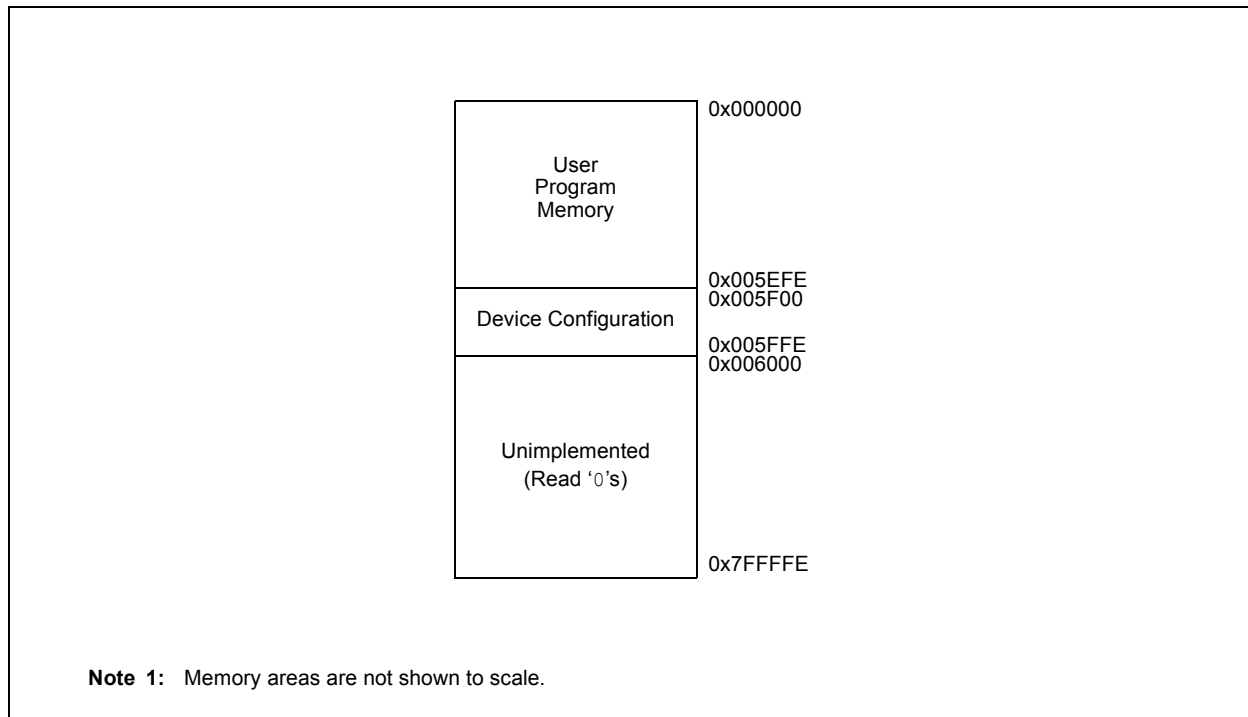 0x000000
User
Program
Memory
0x005EFE
0x005F00
Device Configuration
0x005FFE
0x006000
Unimplemented
(Read ‘0’s)
0x7FFFFE
Note 1: Memory areas are not shown to scale.